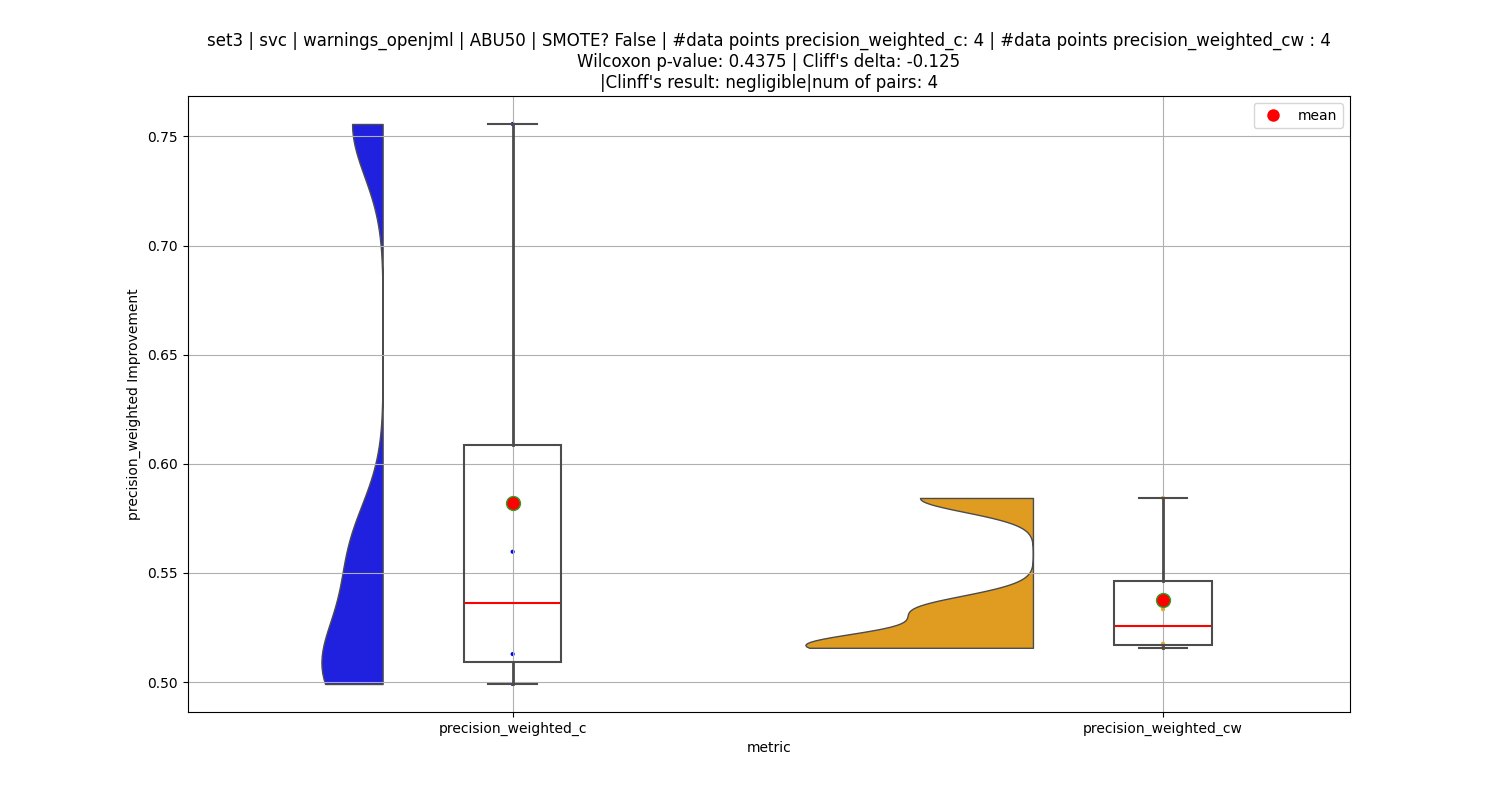 set3 | svc | warnings_openjml | ABU50 | SMOTE? False | #data points precision_weighted_c: 4 | #data points precision_weighted_cw : 4
Wilcoxon p-value: 0.4375 | Cliff's delta: -0.125
|Clinff's result: negligible|num of pairs: 4
mean
0.75
0.70
0.65
0.60
0.55
0.50
precision_weighted Improvement
precision_weighted_c
precision_weighted_cw
metric